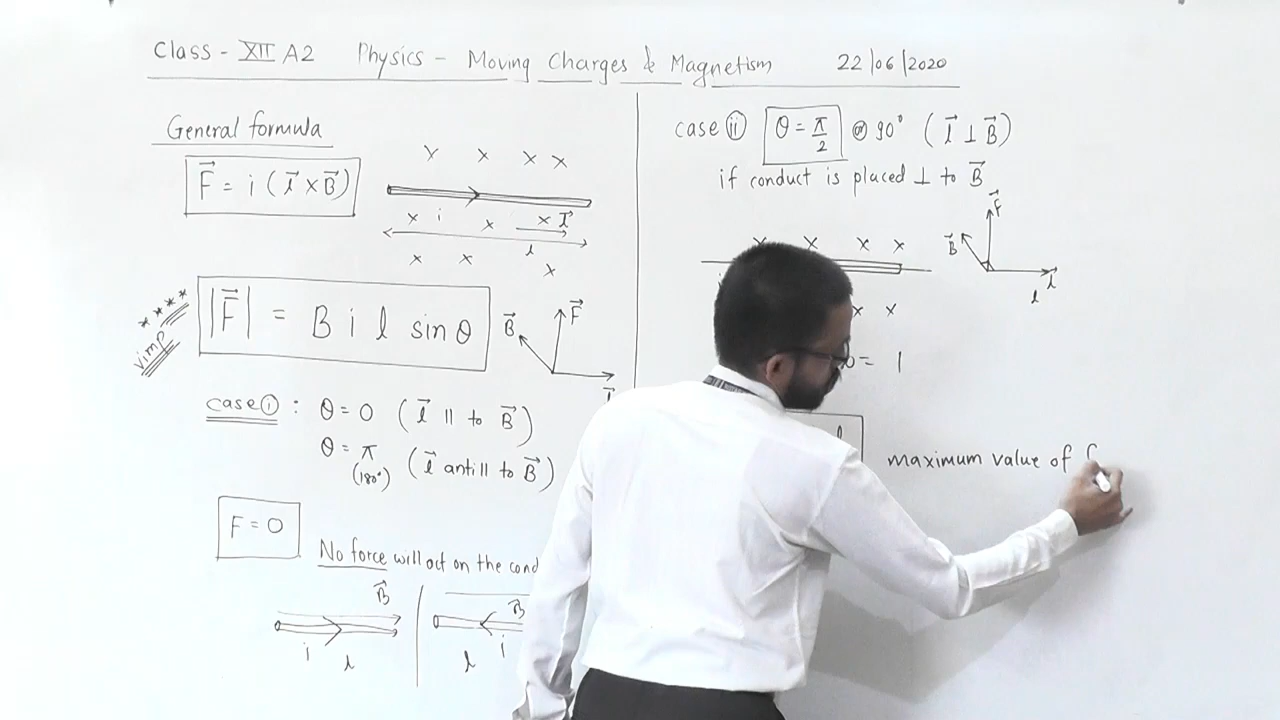 Class - XII A2 Physics - Moving Charges & Magnetism 22/06/2020
General formula
F⃗ = i ( l⃗ × B⃗ )
x x x
x i x x l⃗
l
x x x
****
Vimp
|F⃗| = B i l sin θ
B⃗ F⃗
case (i) : θ = 0 ( l⃗ || to B⃗ )
θ = π ( l⃗ anti || to B⃗ )
(180°)
F = 0
No force will act on the cond
B⃗ B⃗
i l l i
case (ii) θ = π/2 or 90° ( l⃗ ⊥ B⃗ )
if conduct is placed ⊥ to B⃗
F⃗
B⃗
l⃗
l
x x x x
x x
= 1
l
maximum value of